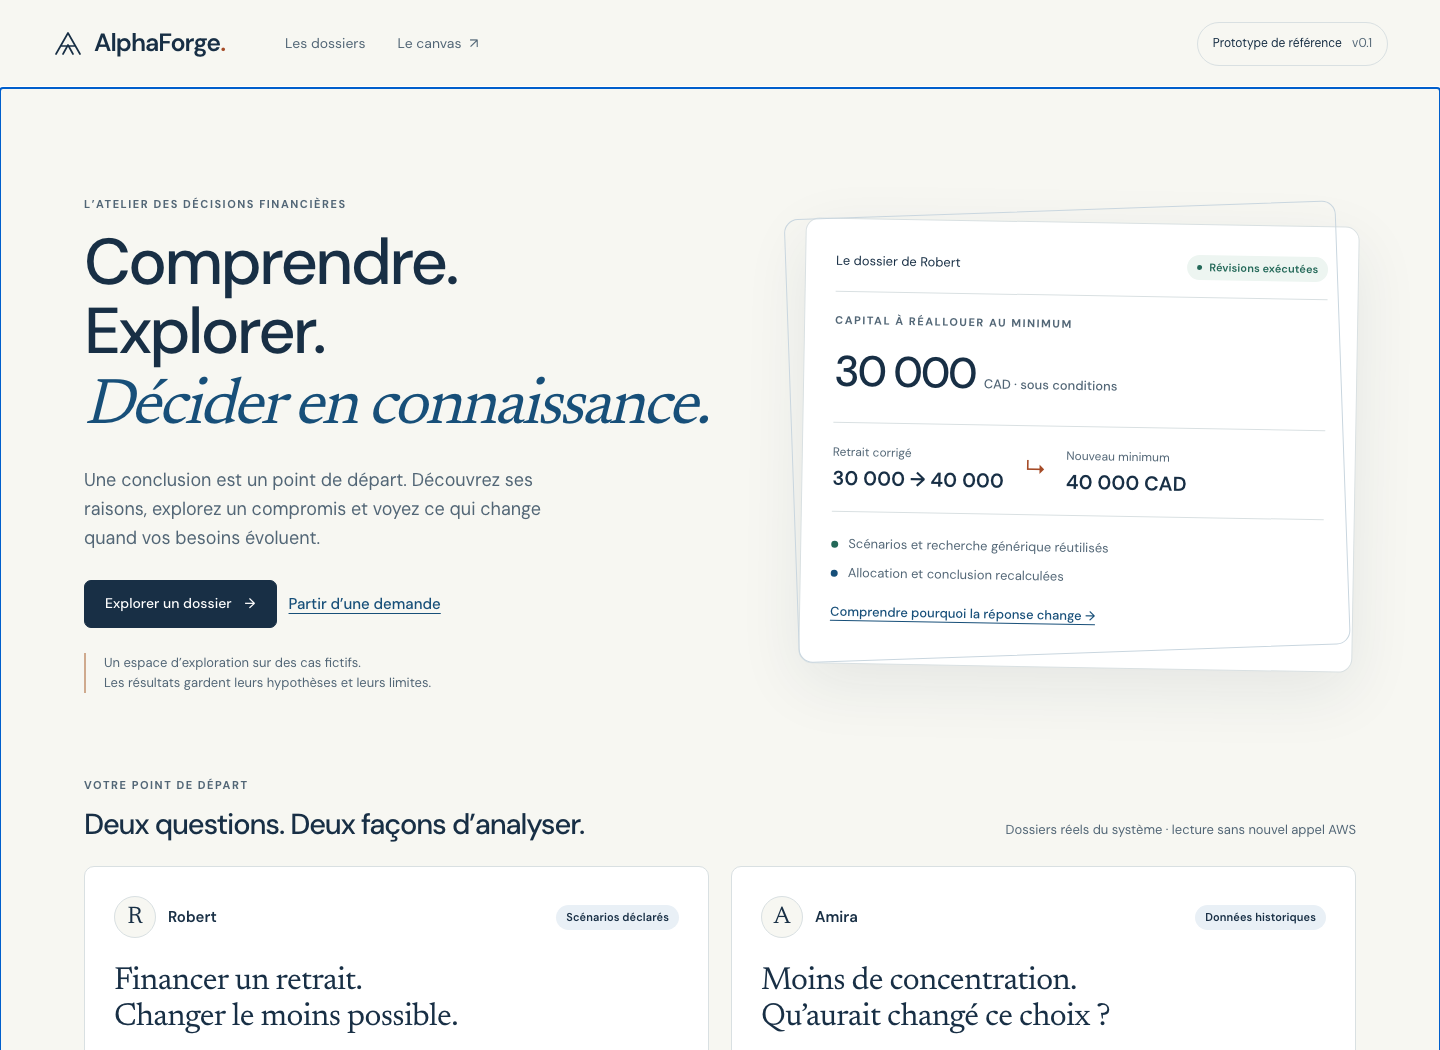 AlphaForge.
Les dossiers
Le canvas ↗
Prototype de référence v0.1
L’ATELIER DES DÉCISIONS FINANCIÈRES
Comprendre.
Explorer.
Décider en connaissance.
Une conclusion est un point de départ. Découvrez ses
raisons, explorez un compromis et voyez ce qui change
quand vos besoins évoluent.
Explorer un dossier →
Partir d’une demande
Un espace d’exploration sur des cas fictifs.
Les résultats gardent leurs hypothèses et leurs limites.
Le dossier de Robert
Révisions exécutées
CAPITAL À RÉALLOUER AU MINIMUM
30 000 CAD · sous conditions
Retrait corrigé
30 000 → 40 000
Nouveau minimum
40 000 CAD
Scénarios et recherche générique réutilisés
Allocation et conclusion recalculées
Comprendre pourquoi la réponse change →
VOTRE POINT DE DÉPART
Deux questions. Deux façons d’analyser.
Dossiers réels du système · lecture sans nouvel appel AWS
R
Robert
Scénarios déclarés
Financer un retrait.
Changer le moins possible.
A
Amira
Données historiques
Moins de concentration.
Qu’aurait changé ce choix ?